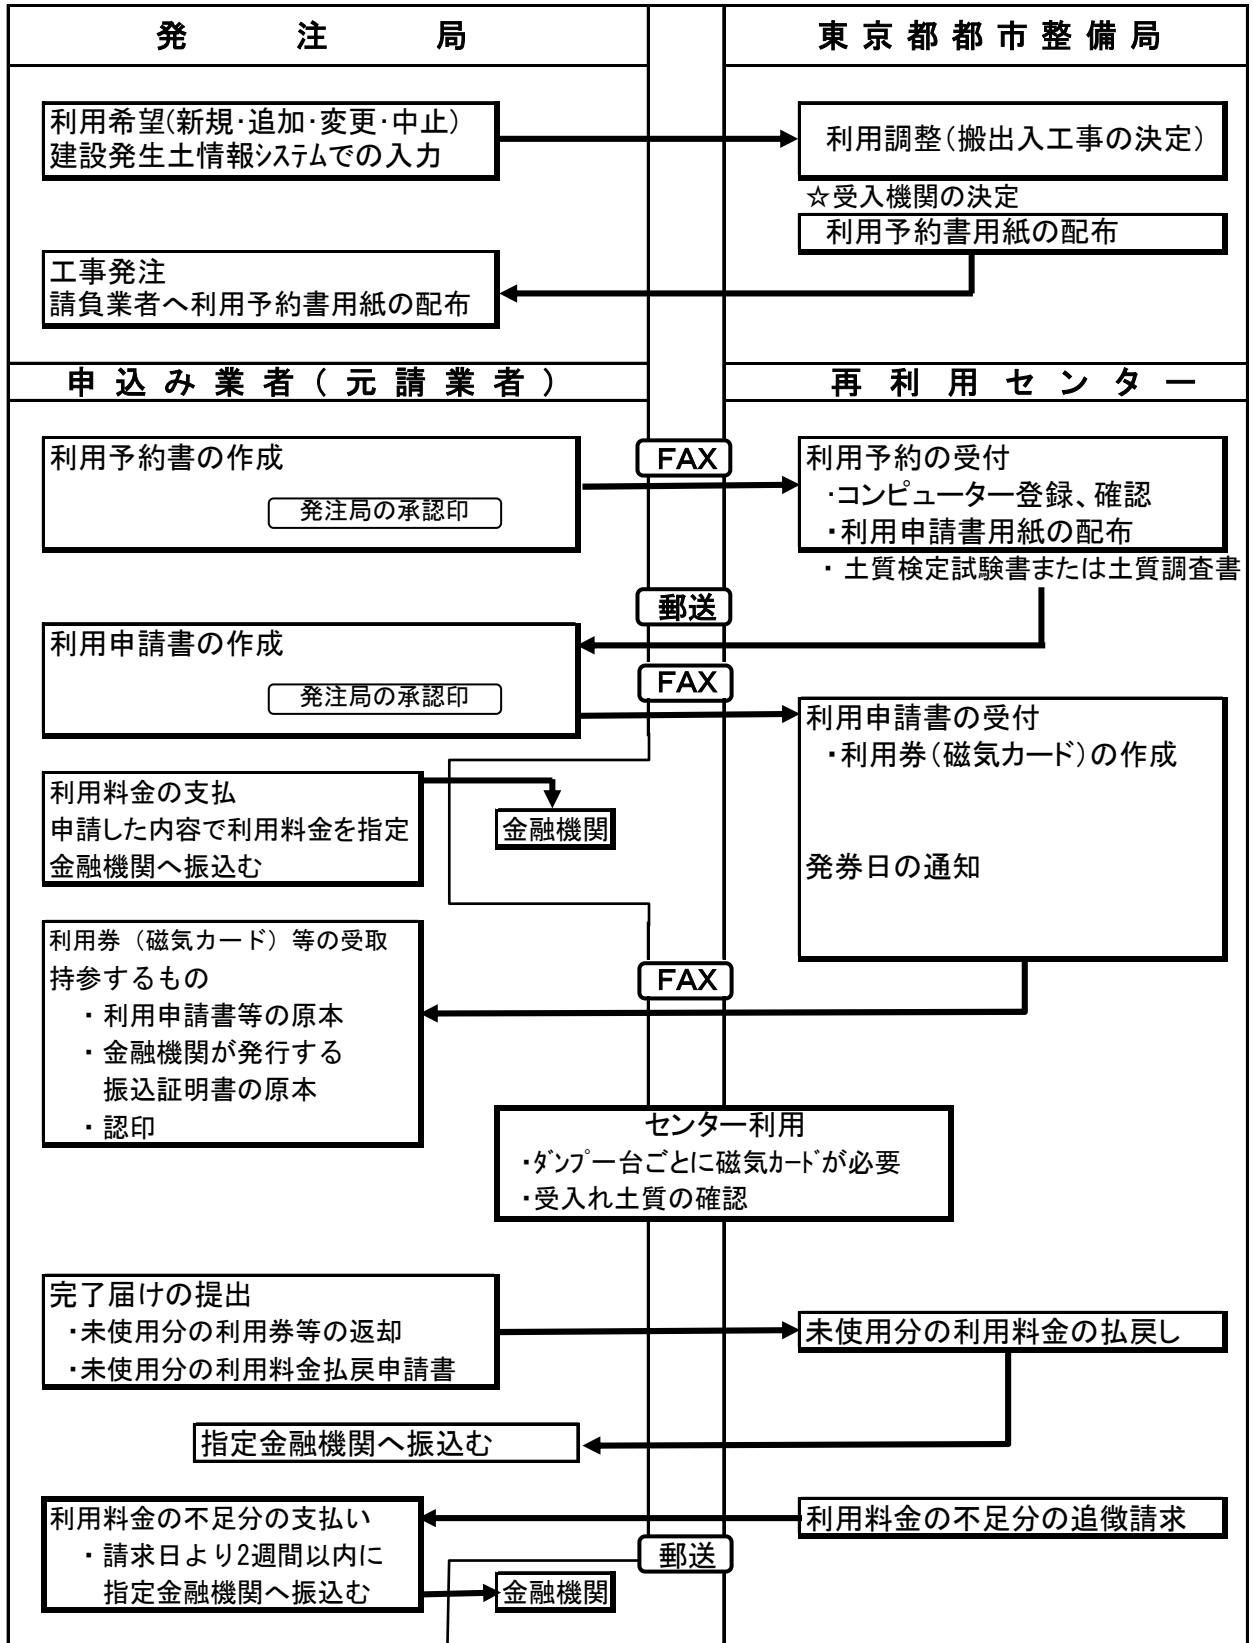 発注局
東京都都市整備局
利用希望(新規・追加・変更・中止)
建設発生土情報ｼｽﾃﾑでの入力
利用調整(搬出入工事の決定)
☆受入機関の決定
利用予約書用紙の配布
工事発注
請負業者へ利用予約書用紙の配布
申込み業者(元請業者)
再利用センター
利用予約書の作成
発注局の承認印
FAX
利用予約の受付
・コンピューター登録、確認
・利用申請書用紙の配布
・土質検定試験書または土質調査書
郵送
利用申請書の作成
発注局の承認印
FAX
利用申請書の受付
・利用券(磁気カード)の作成
発券日の通知
利用料金の支払
申請した内容で利用料金を指定
金融機関へ振込む
金融機関
利用券（磁気カード）等の受取
持参するもの
・利用申請書等の原本
・金融機関が発行する
振込証明書の原本
・認印
FAX
センター利用
・ﾀﾞﾝﾌﾟ一台ごとに磁気ｶｰﾄﾞが必要
・受入れ土質の確認
完了届けの提出
・未使用分の利用券等の返却
・未使用分の利用料金払戻申請書
未使用分の利用料金の払戻し
指定金融機関へ振込む
利用料金の不足分の支払い
・請求日より2週間以内に
指定金融機関へ振込む
利用料金の不足分の追徴請求
郵送
金融機関